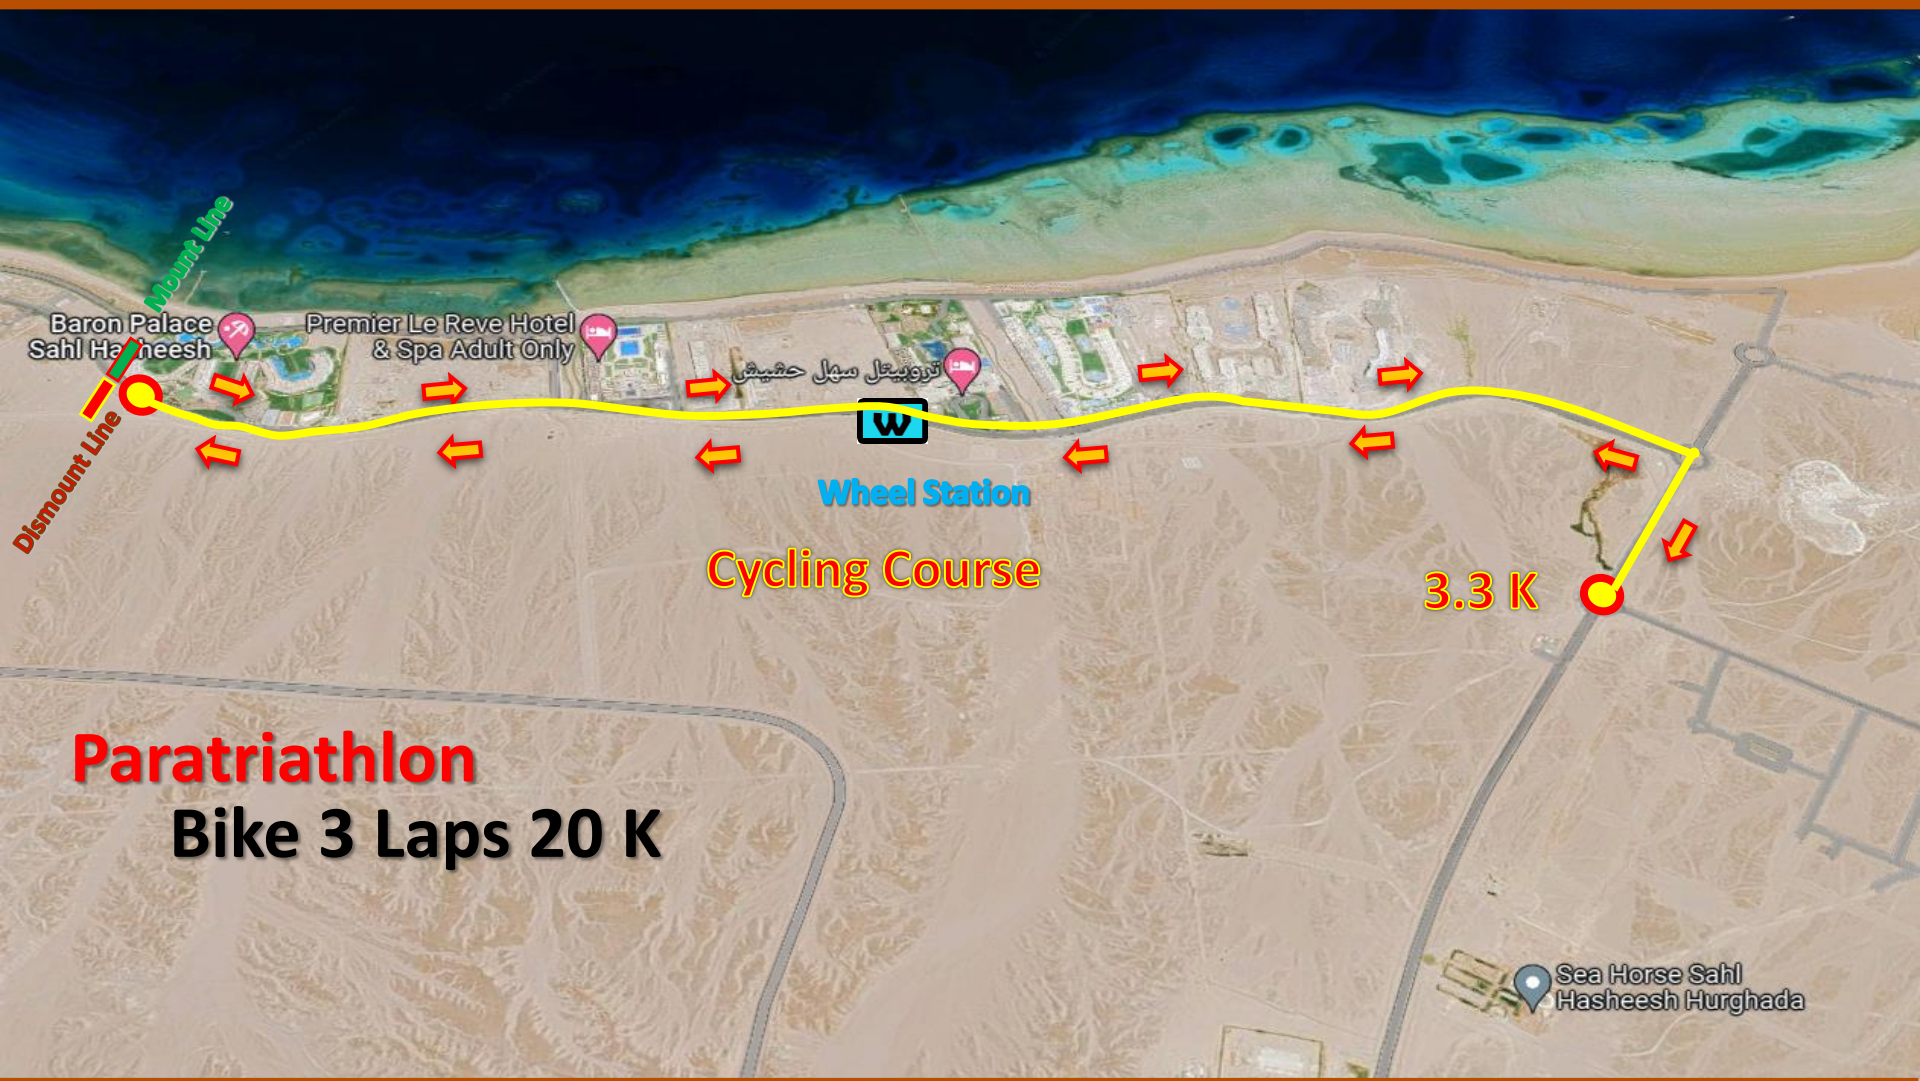 Mount Line
Baron Palace
Sahl Hasheesh
Premier Le Reve Hotel
& Spa Adult Only
تروبيتل سهل حشيش
W
Dismount Line
Wheel Station
Cycling Course
3.3 K
Paratriathlon
Bike 3 Laps 20 K
Sea Horse Sahl
Hasheesh Hurghada